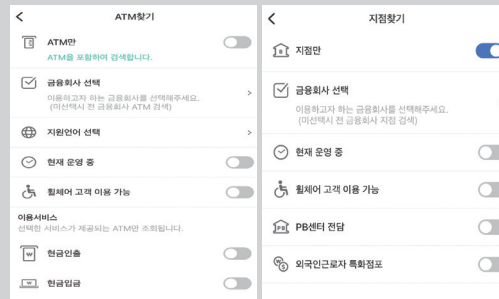 ATM찾기
ATM만
ATM을 포함하여 검색합니다.
금융회사 선택
이용하고자 하는 금융회사를 선택해주세요.
(미선택시 전 금융회사 ATM 검색)
지원언어 선택
현재 운영 중
휠체어 고객 이용 가능
이용서비스
선택한 서비스가 제공되는 ATM만 조회됩니다.
현금인출
현금입금
지점찾기
지점만
금융회사 선택
이용하고자 하는 금융회사를 선택해주세요.
(미선택시 전 금융회사 지점 검색)
현재 운영 중
휠체어 고객 이용 가능
PB
PB센터 전담
외국인근로자 특화점포